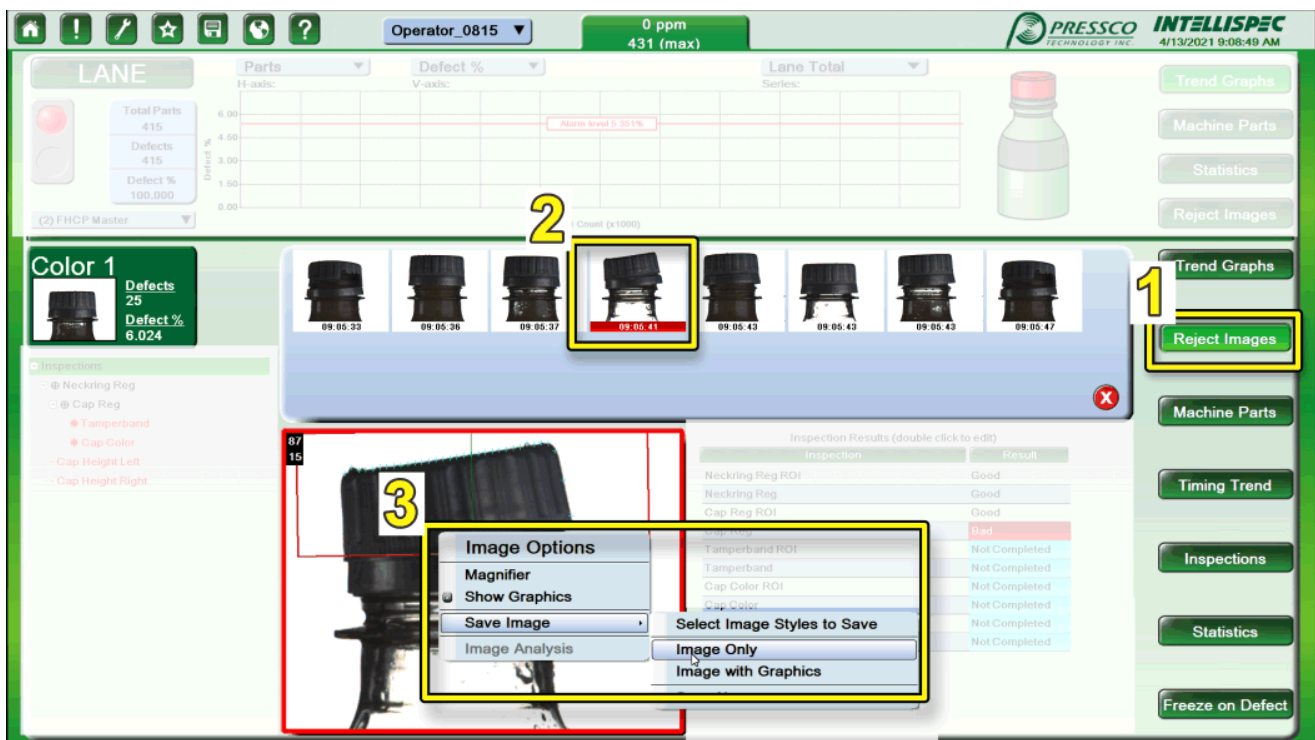 Operator_0815
0 ppm
431 (max)
PRESSCO
TECHNOLOGY INC.
INTELLISPEC
4/13/2021 9:08:49 AM
LANE
Parts
H-axis:
Defect %
V-axis:
Lane Total
Series:
Trend Graphs
Machine Parts
Statistics
Reject Images
Total Parts
415
Defects
415
Defect %
100.000
(2) FHCP Master
Defect %
6.00
4.50
3.00
1.50
0.00
Alarm level 5.351%
Count (x1000)
2
Color 1
Defects
25
Defect %
6.024
09:05:33
09:05:36
09:05:37
09:05:41
09:05:43
09:05:43
09:05:43
09:05:47
X
1
Trend Graphs
Reject Images
Machine Parts
Timing Trend
Inspections
Statistics
Freeze on Defect
Inspections
Neckring Reg
Cap Reg
Tamperband
Cap Color
Cap Height Left
Cap Height Right
87
15
3
Image Options
Magnifier
Show Graphics
Save Image
Image Analysis
Select Image Styles to Save
Image Only
Image with Graphics
Inspection Results (double click to edit)
Inspection Result
Neckring Reg ROI Good
Neckring Reg Good
Cap Reg ROI Good
Cap Reg Bad
Tamperband ROI Not Completed
Tamperband Not Completed
Cap Color ROI Not Completed
Cap Color Not Completed
Not Completed
Not Completed